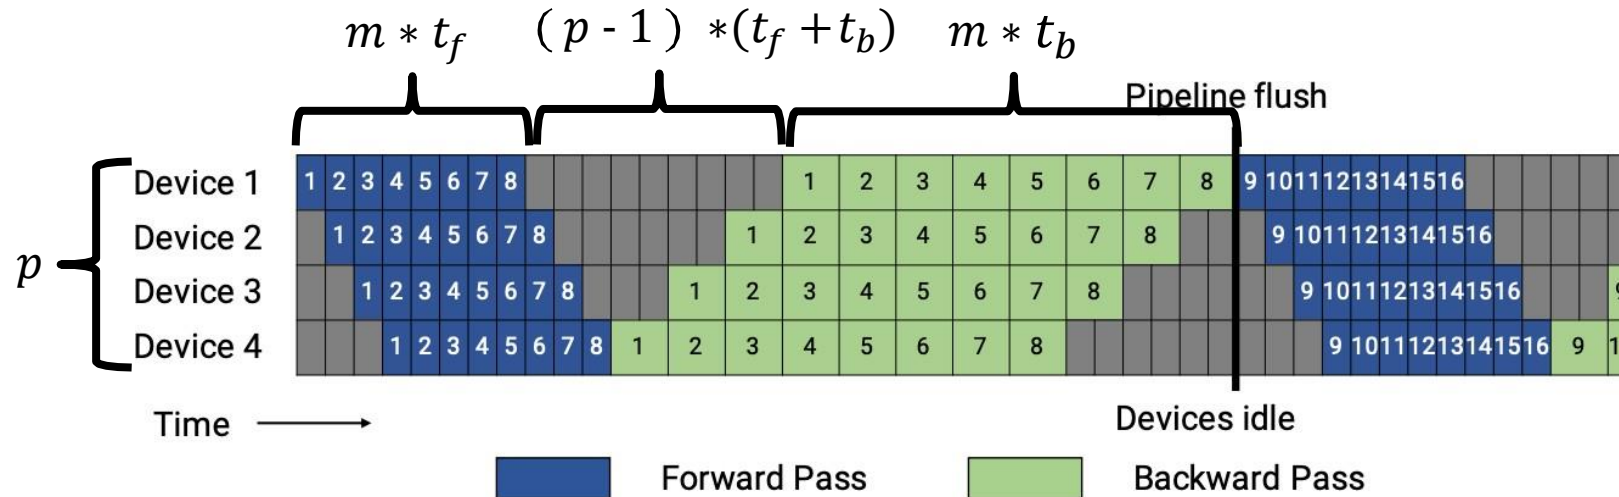 m * t_f ( p - 1 ) *(t_f + t_b) m * t_b
Pipeline flush
Device 1 1 2 3 4 5 6 7 8 1 2 3 4 5 6 7 8 9 10 11 12 13 14 15 16
Device 2 1 2 3 4 5 6 7 8 1 2 3 4 5 6 7 8 9 10 11 12 13 14 15 16
p
Device 3 1 2 3 4 5 6 7 8 1 2 3 4 5 6 7 8 9 10 11 12 13 14 15 16
Device 4 1 2 3 4 5 6 7 8 1 2 3 4 5 6 7 8 9 10 11 12 13 14 15 16 9
Time
Devices idle
Forward Pass Backward Pass